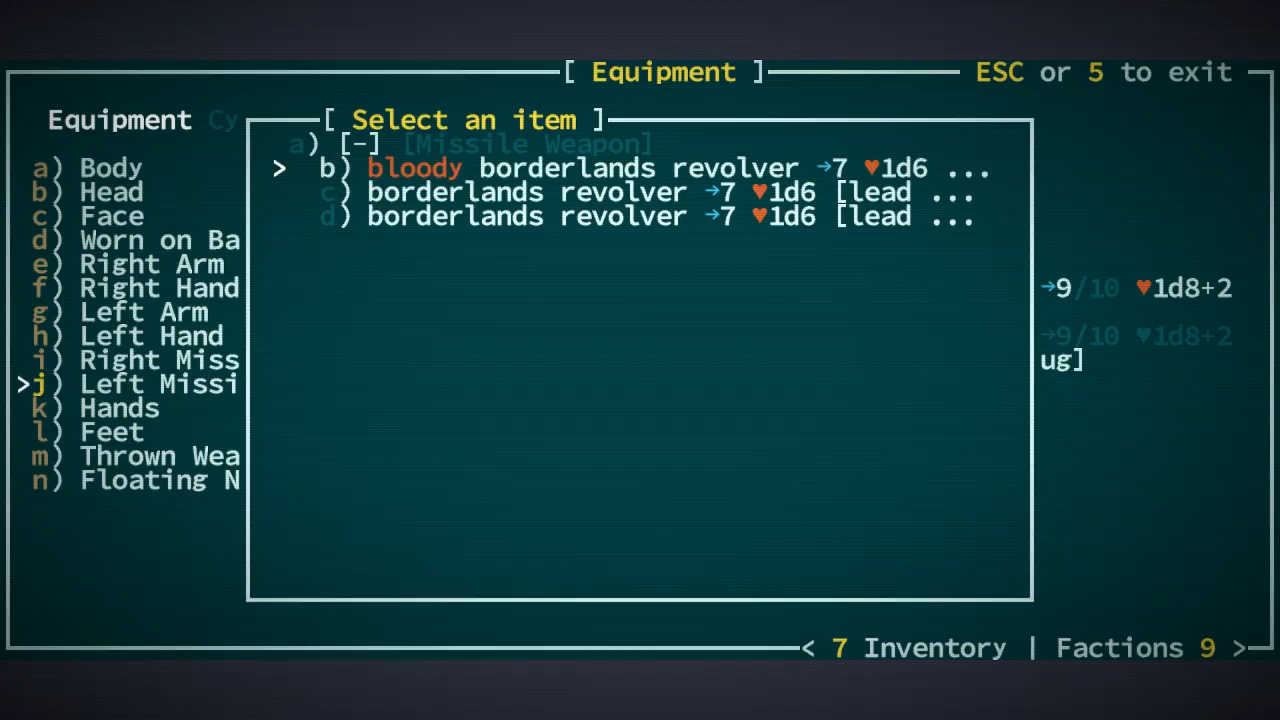 [ Equipment ] ESC or 5 to exit
Equipment Cy [ Select an item ]
a) [-] [Missile Weapon]
a) Body > b) bloody borderlands revolver →7 ♥1d6 ...
b) Head c) borderlands revolver →7 ♥1d6 [lead ...
c) Face d) borderlands revolver →7 ♥1d6 [lead ...
d) Worn on Ba
e) Right Arm
f) Right Hand →9/10 ♥1d8+2
g) Left Arm
h) Left Hand →9/10 ♥1d8+2
i) Right Miss ug]
>j) Left Missi
k) Hands
l) Feet
m) Thrown Wea
n) Floating N
< 7 Inventory | Factions 9 >